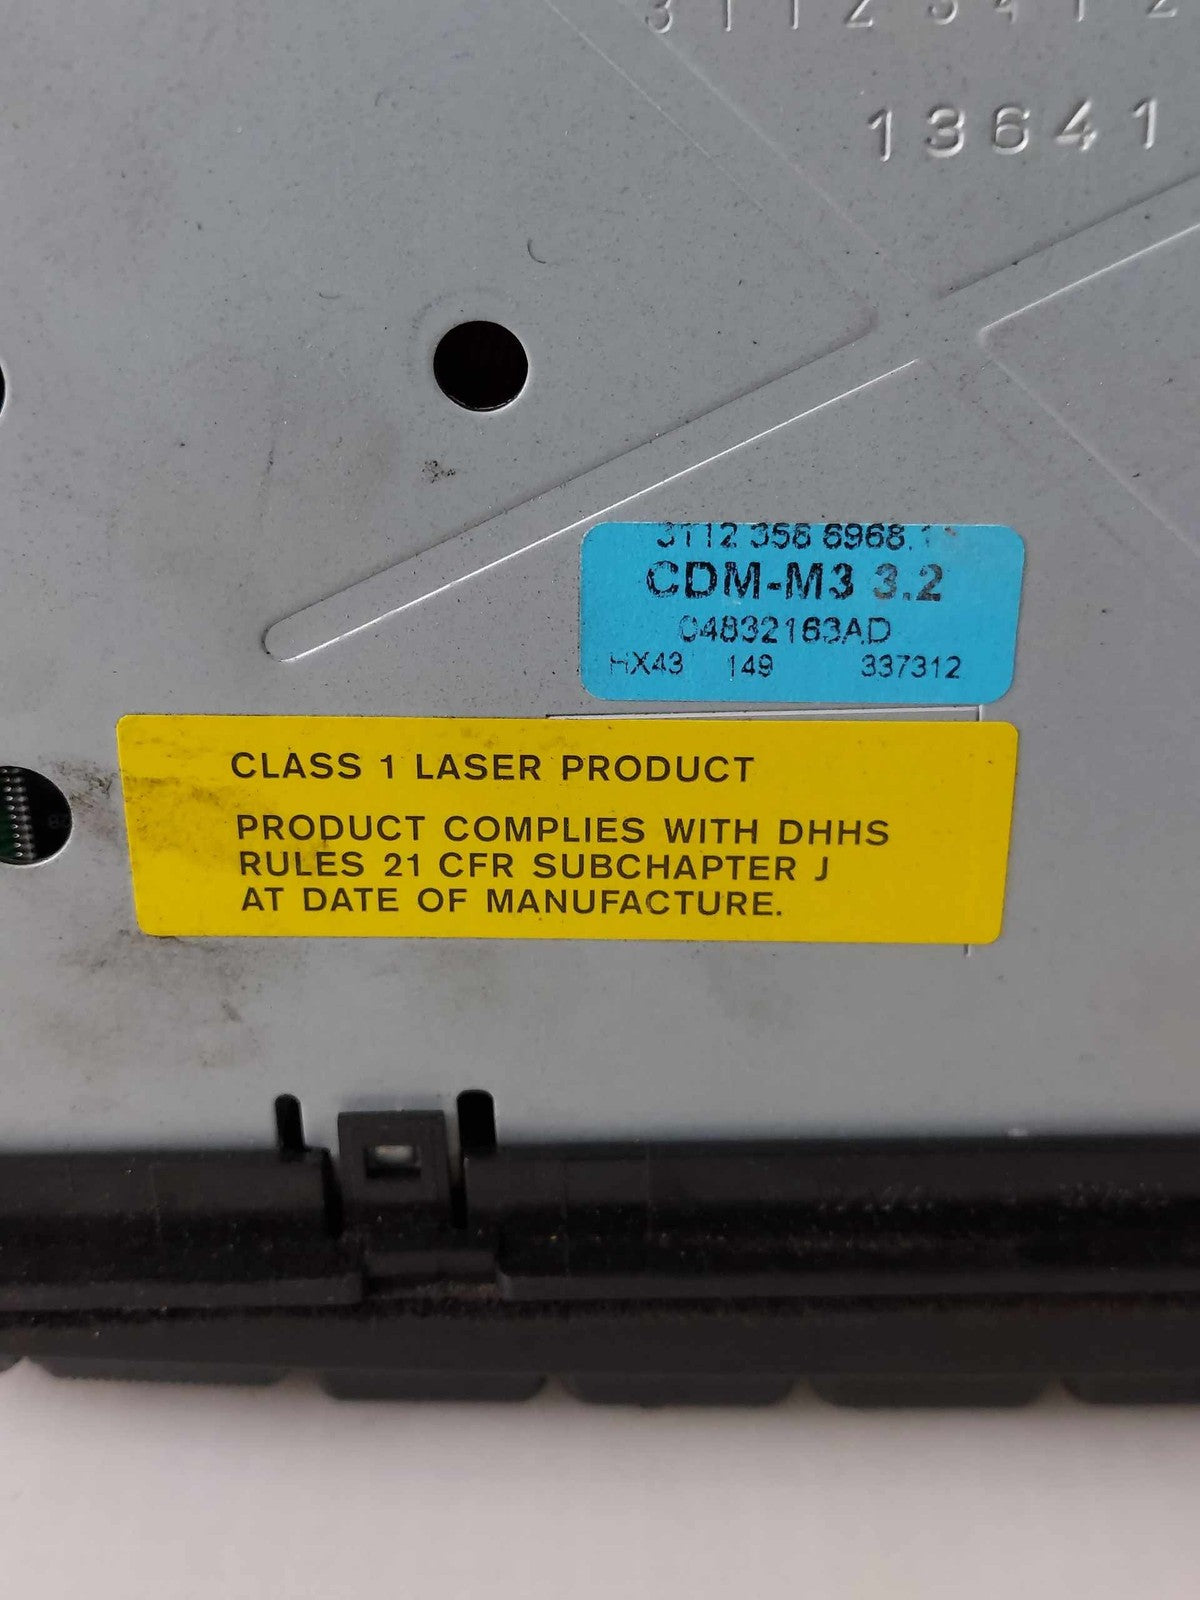 13641
3112 356 6968.1
CDM-M3 3.2
04832163AD
HX43 149 337312
CLASS 1 LASER PRODUCT
PRODUCT COMPLIES WITH DHHS
RULES 21 CFR SUBCHAPTER J
AT DATE OF MANUFACTURE.